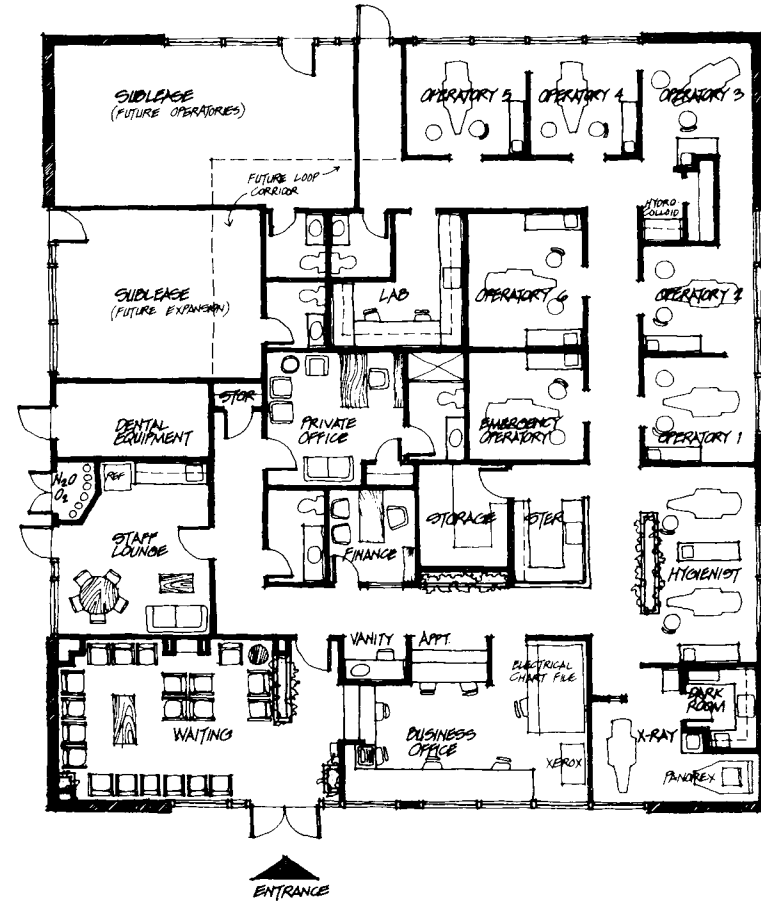 SUBLEASE
(FUTURE OPERATORIES)
OPERATORY 5
OPERATORY 4
OPERATORY 3
FUTURE LOOP
CORRIDOR
HYDRO
COLLOID
SUBLEASE
(FUTURE EXPANSION)
LAB
OPERATORY 6
OPERATORY 2
STOR
DENTAL
EQUIPMENT
PRIVATE
OFFICE
EMERGENCY
OPERATORY
OPERATORY 1
N2O
O2
REF
STAFF
LOUNGE
FINANCE
STORAGE
STER
HYGIENIST
VANITY
APPT.
ELECTRICAL
CHART FILE
DARK
ROOM
WAITING
BUSINESS
OFFICE
X-RAY
XEROX
PANOREX
ENTRANCE